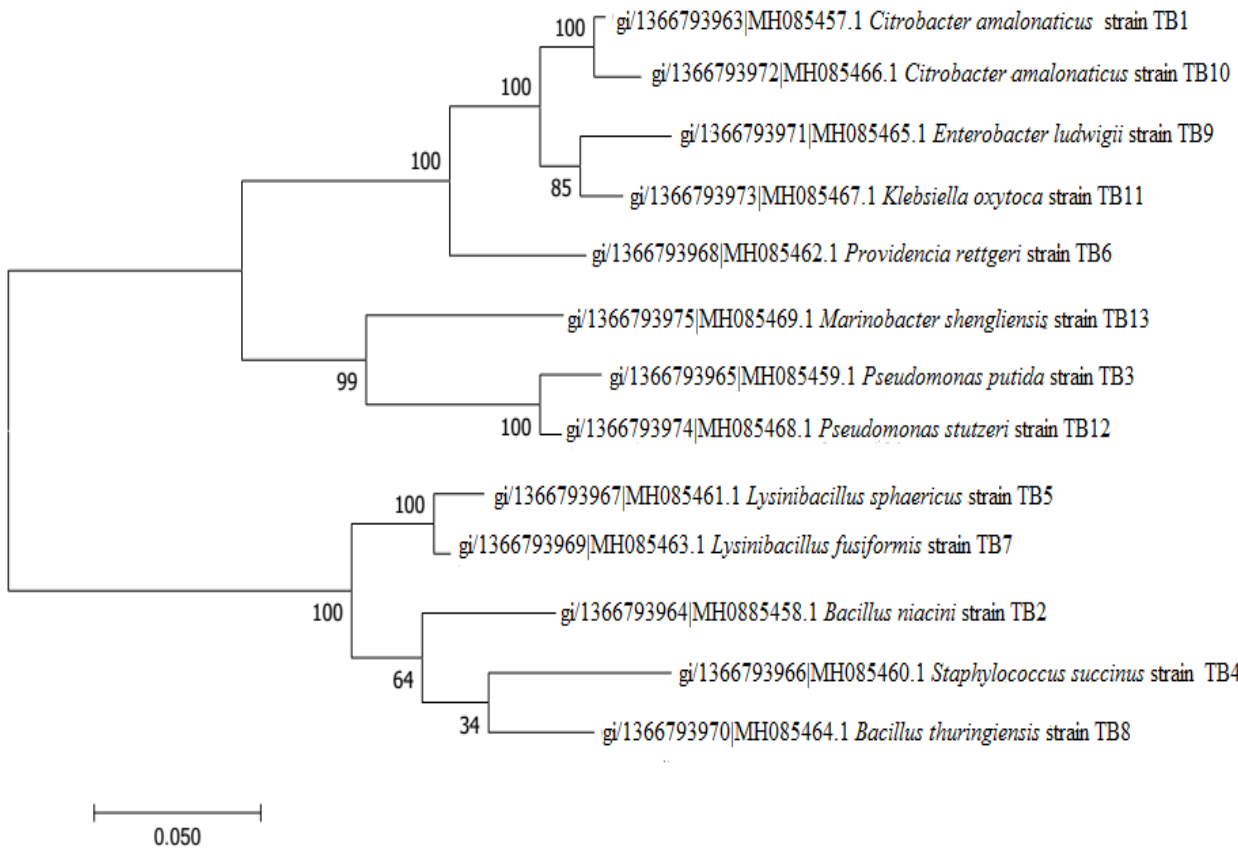 100
gi/1366793963|MH085457.1 Citrobacter amalonaticus strain TB1
gi/1366793972|MH085466.1 Citrobacter amalonaticus strain TB10
100
gi/1366793971|MH085465.1 Enterobacter ludwigii strain TB9
100
85
gi/1366793973|MH085467.1 Klebsiella oxytoca strain TB11
gi/1366793968|MH085462.1 Providencia rettgeri strain TB6
gi/1366793975|MH085469.1 Marinobacter shengliensis strain TB13
99
gi/1366793965|MH085459.1 Pseudomonas putida strain TB3
100
gi/1366793974|MH085468.1 Pseudomonas stutzeri strain TB12
gi/1366793967|MH085461.1 Lysinibacillus sphaericus strain TB5
100
gi/1366793969|MH085463.1 Lysinibacillus fusiformis strain TB7
100
gi/1366793964|MH0885458.1 Bacillus niacini strain TB2
64
gi/1366793966|MH085460.1 Staphylococcus succinus strain TB4
34
gi/1366793970|MH085464.1 Bacillus thuringiensis strain TB8
0.050